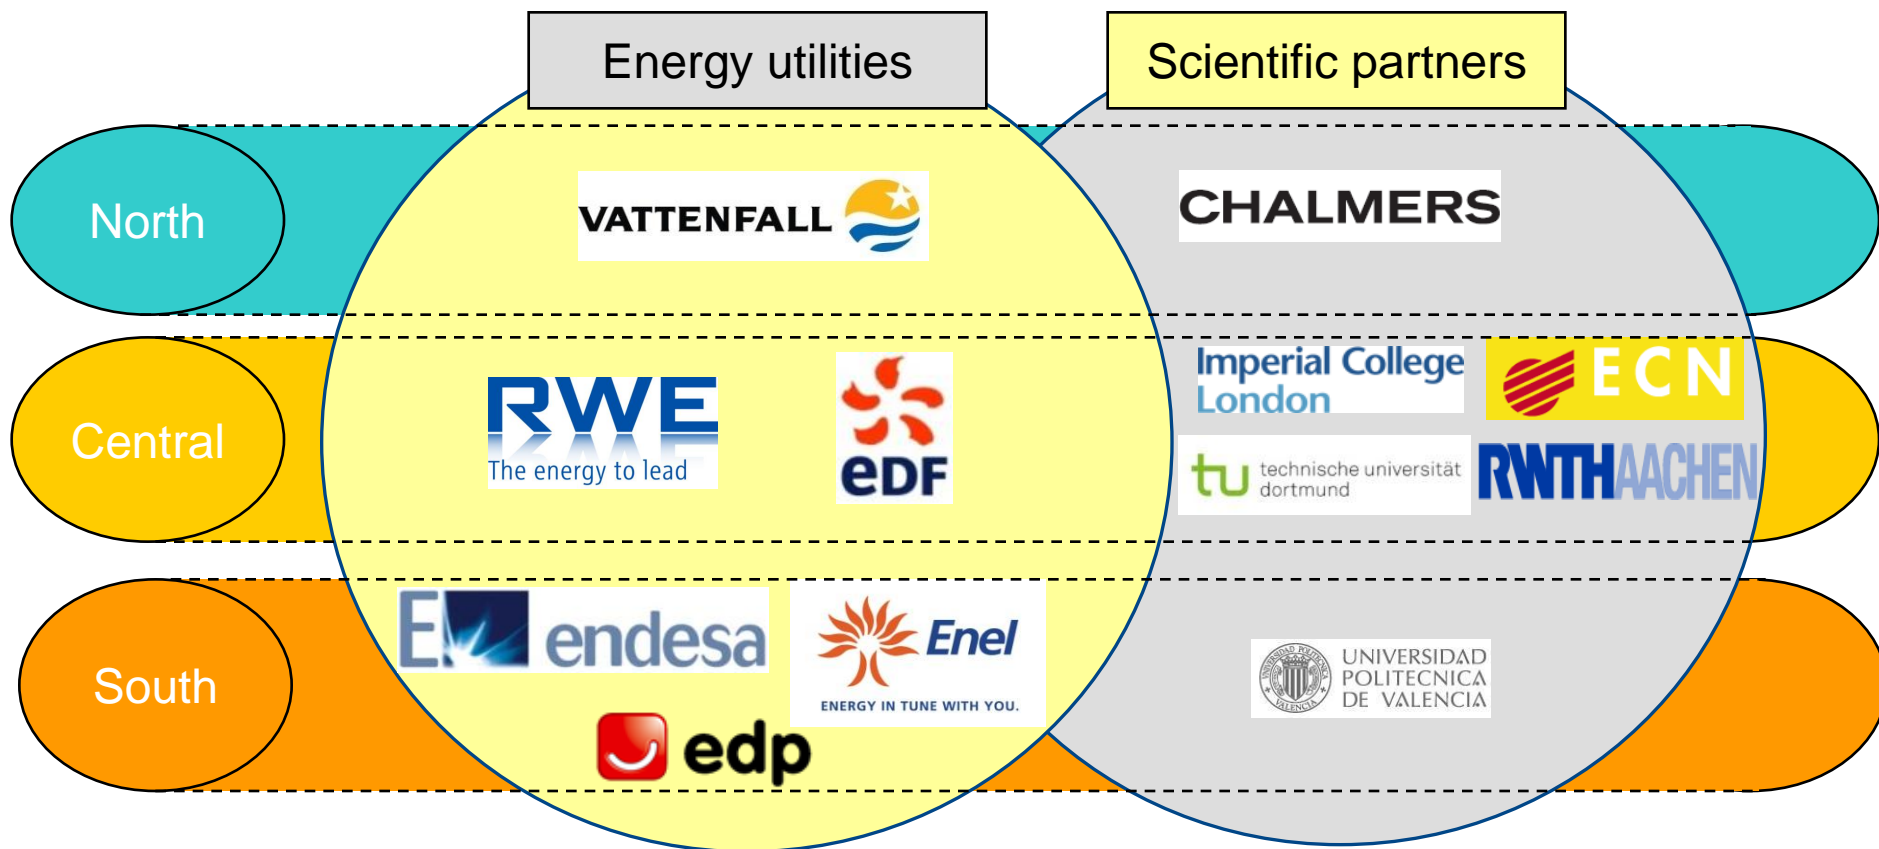 Energy utilities
Scientific partners
North
VATTENFALL
CHALMERS
Central
RWE
The energy to lead
eDF
Imperial College
London
ECN
tu technische universität
dortmund
RWTHAACHEN
South
E endesa
Enel
ENERGY IN TUNE WITH YOU.
edp
UNIVERSIDAD
POLITECNICA
DE VALENCIA